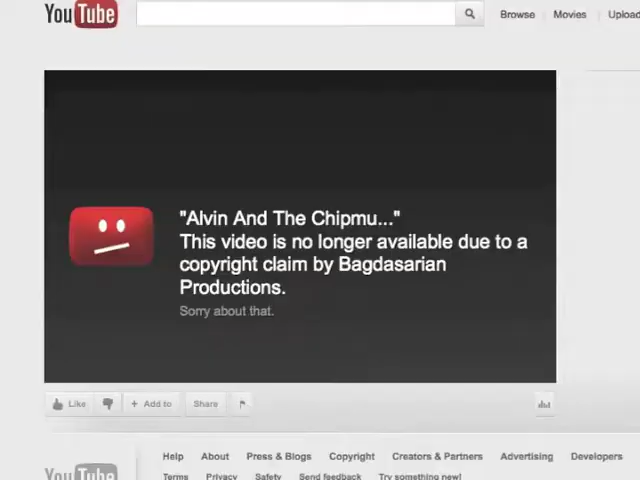 YouTube
Browse
Movies
Upload
"Alvin And The Chipmu..."
This video is no longer available due to a
copyright claim by Bagdasarian
Productions.
Sorry about that.
Like
+ Add to
Share
Help
About
Press & Blogs
Copyright
Creators & Partners
Advertising
Developers
YouTube
Terms
Privacy
Safety
Send feedback
Try something new!